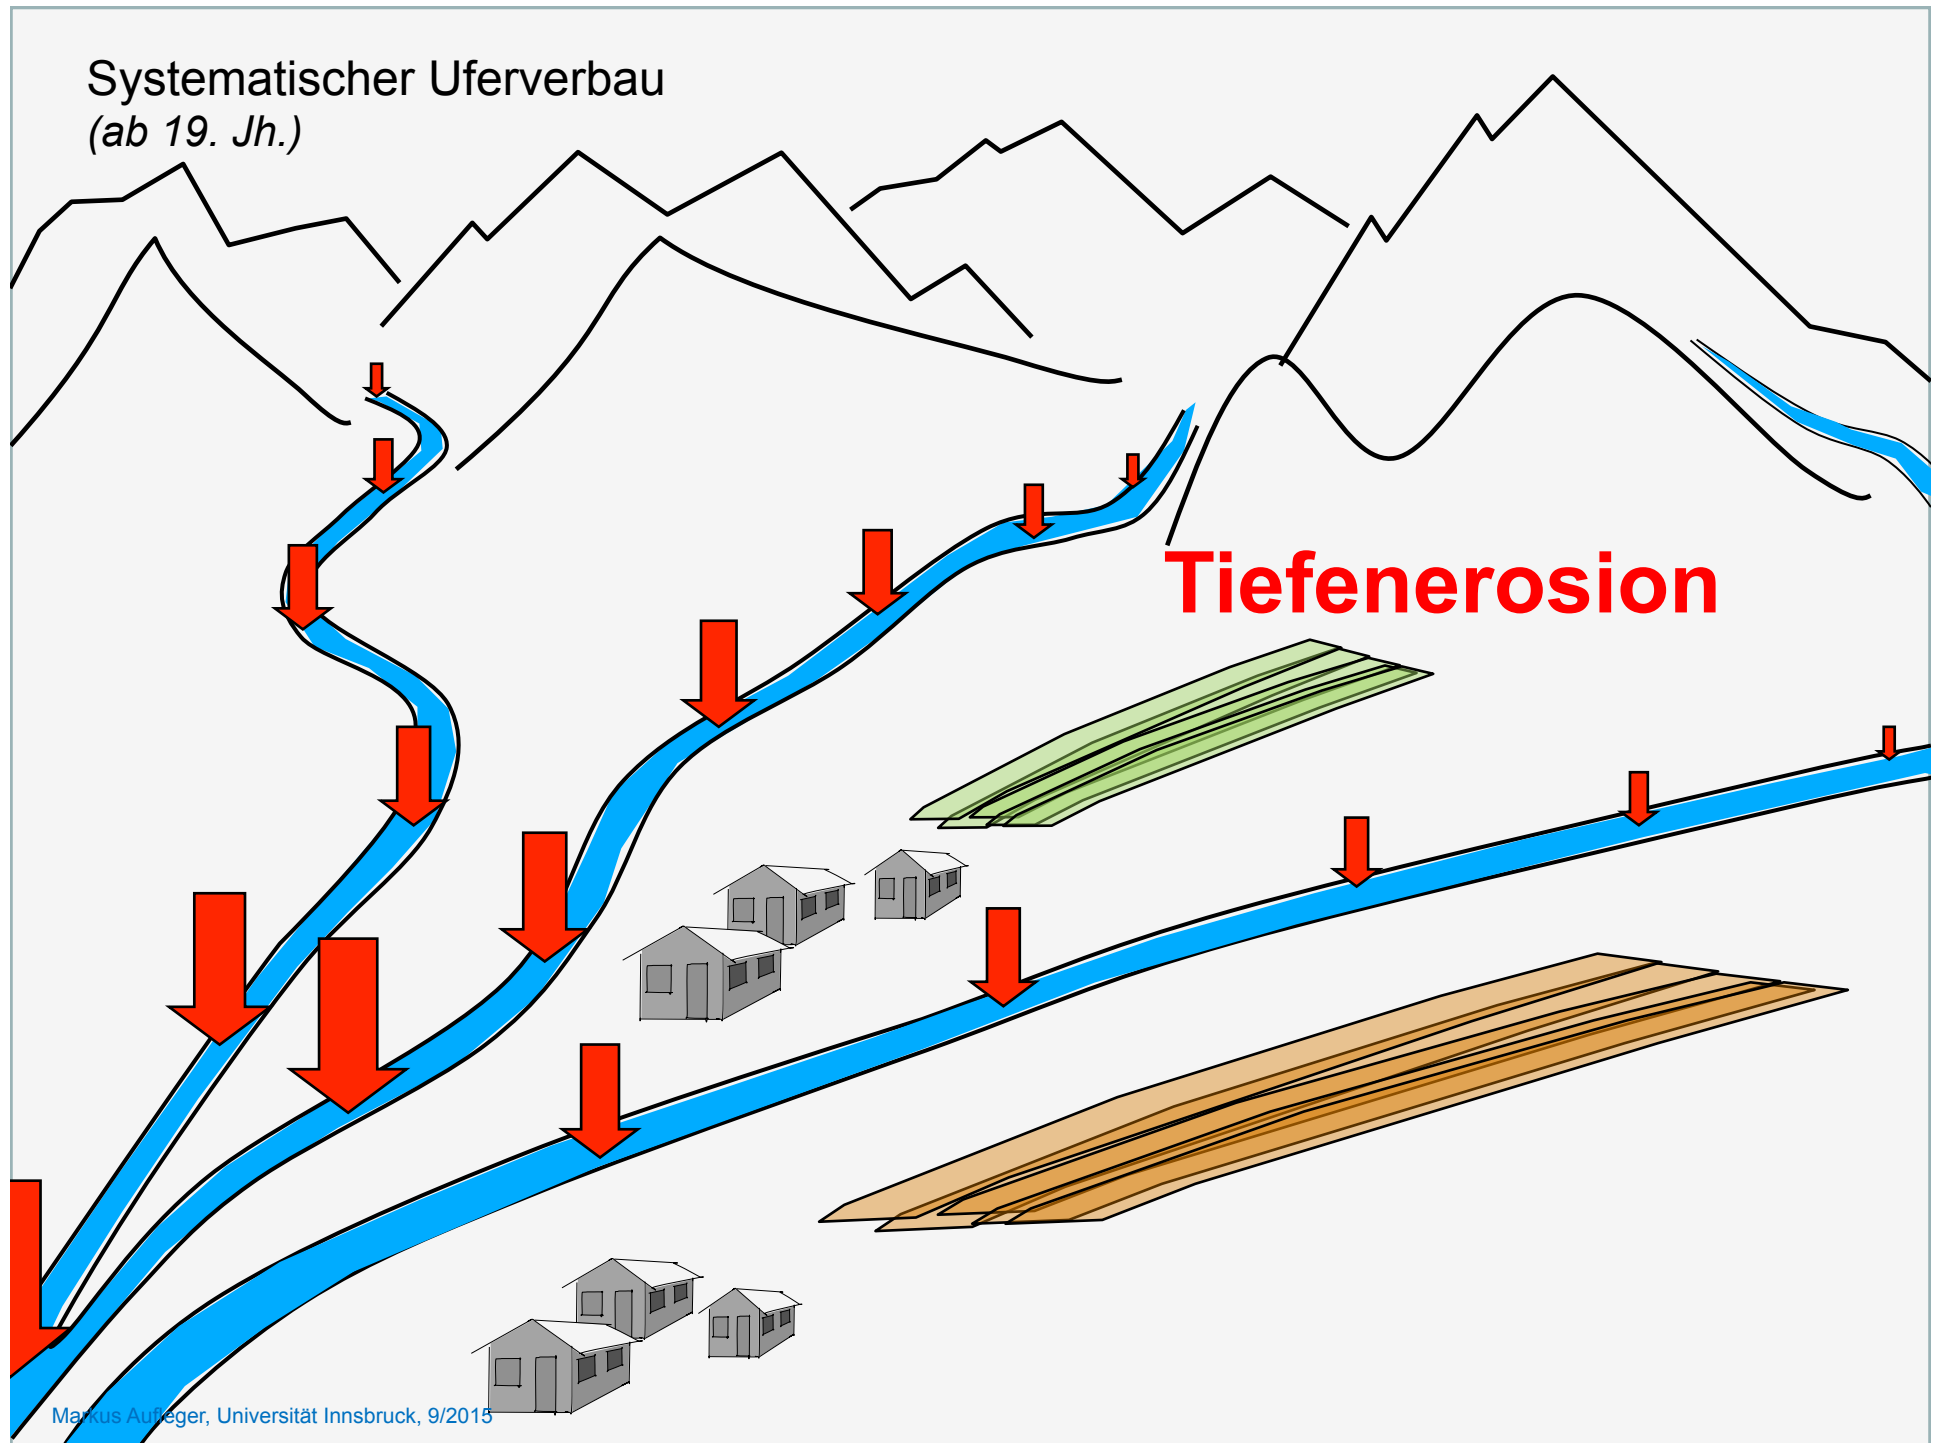 Systematischer Uferverbau
(ab 19. Jh.)
Tiefenerosion
Markus Aufleger, Universität Innsbruck, 9/2015